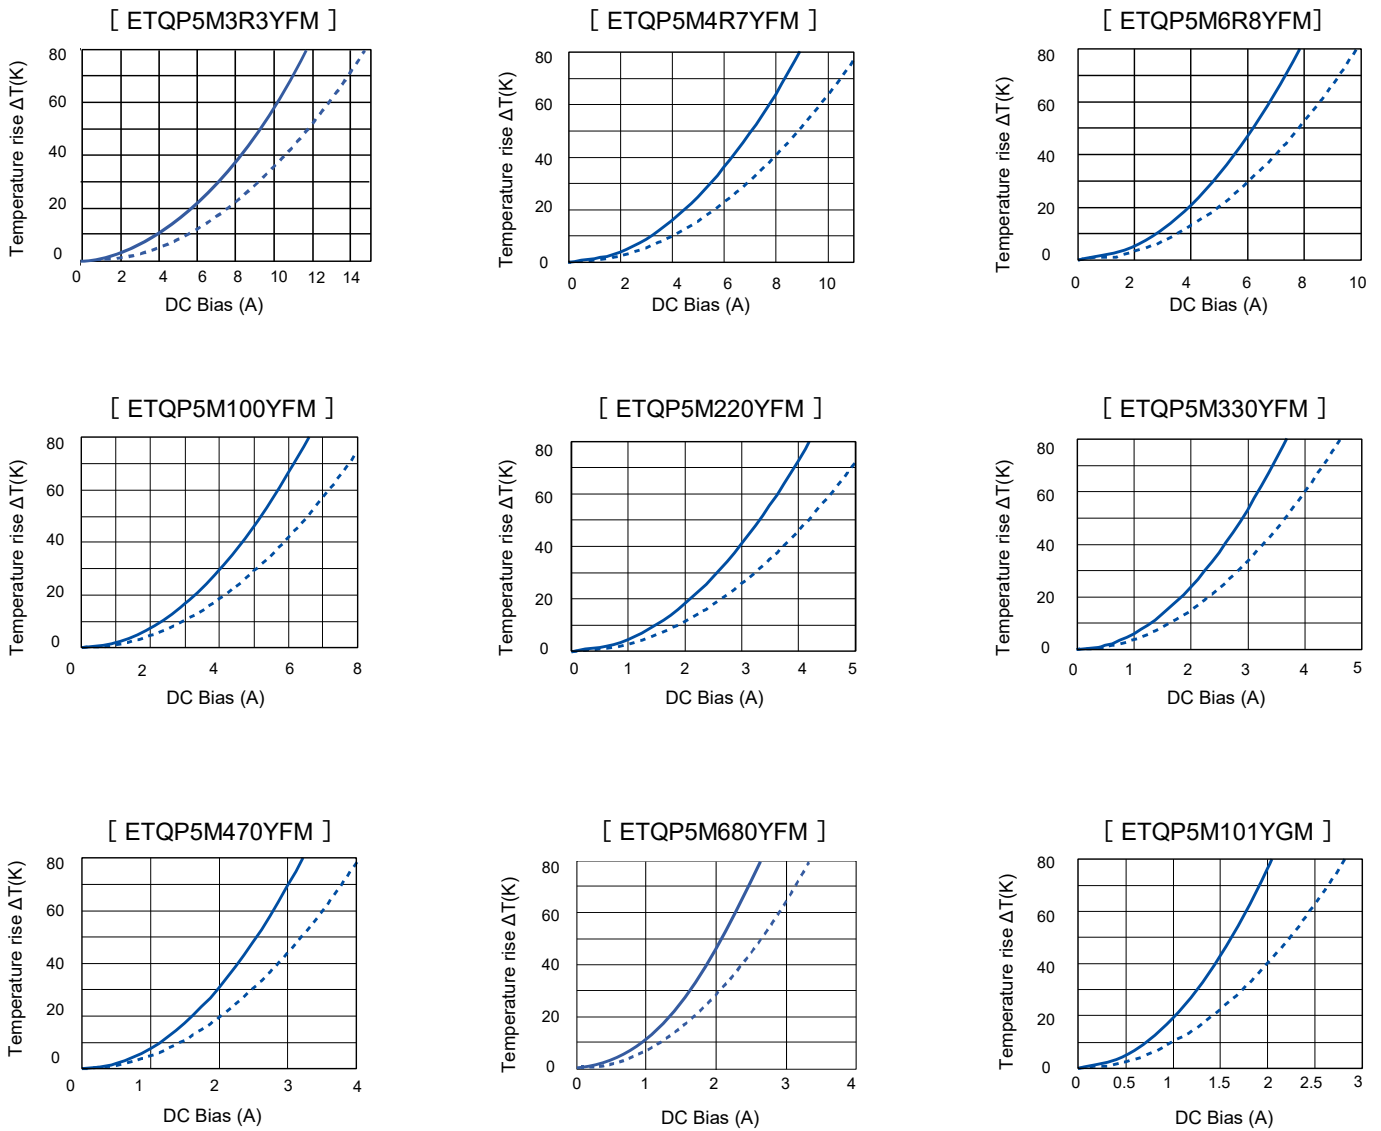 [ ETQP5M3R3YFM ]
Temperature rise ΔT(K)
80
60
40
20
0
0 2 4 6 8 10 12 14
DC Bias (A)
[ ETQP5M4R7YFM ]
Temperature rise ΔT(K)
80
60
40
20
0
0 2 4 6 8 10
DC Bias (A)
[ ETQP5M6R8YFM]
Temperature rise ΔT(K)
80
60
40
20
0
0 2 4 6 8 10
DC Bias (A)
[ ETQP5M100YFM ]
Temperature rise ΔT(K)
80
60
40
20
0
0 2 4 6 8
DC Bias (A)
[ ETQP5M220YFM ]
Temperature rise ΔT(K)
80
60
40
20
0
0 1 2 3 4 5
DC Bias (A)
[ ETQP5M330YFM ]
Temperature rise ΔT(K)
80
60
40
20
0
0 1 2 3 4 5
DC Bias (A)
[ ETQP5M470YFM ]
Temperature rise ΔT(K)
80
60
40
20
0
0 1 2 3 4
DC Bias (A)
[ ETQP5M680YFM ]
Temperature rise ΔT(K)
80
60
40
20
0
0 1 2 3 4
DC Bias (A)
[ ETQP5M101YGM ]
Temperature rise ΔT(K)
80
60
40
20
0
0 0.5 1 1.5 2 2.5 3
DC Bias (A)